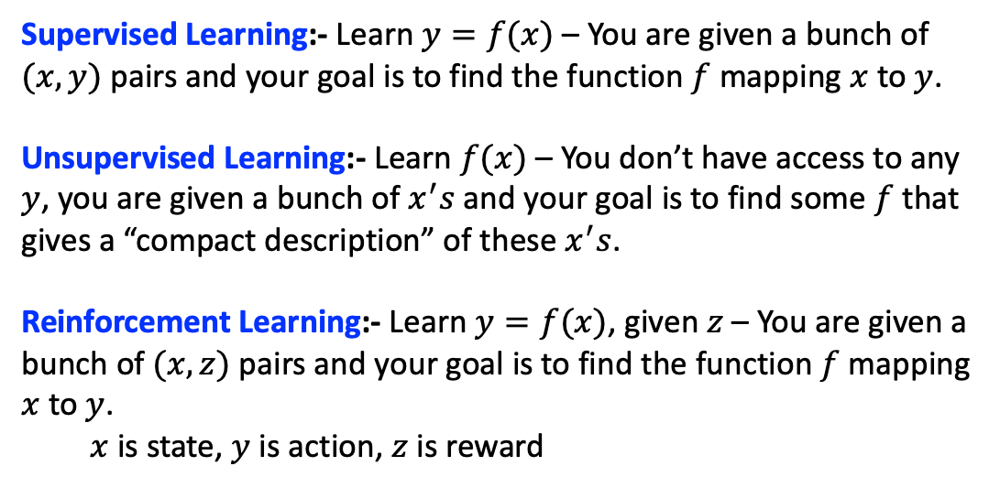 Supervised Learning:- Learn y = f(x) – You are given a bunch of
(x, y) pairs and your goal is to find the function f mapping x to y.
Unsupervised Learning:- Learn f(x) – You don’t have access to any
y, you are given a bunch of x's and your goal is to find some f that
gives a “compact description” of these x's.
Reinforcement Learning:- Learn y = f(x), given z – You are given a
bunch of (x, z) pairs and your goal is to find the function f mapping
x to y.
x is state, y is action, z is reward